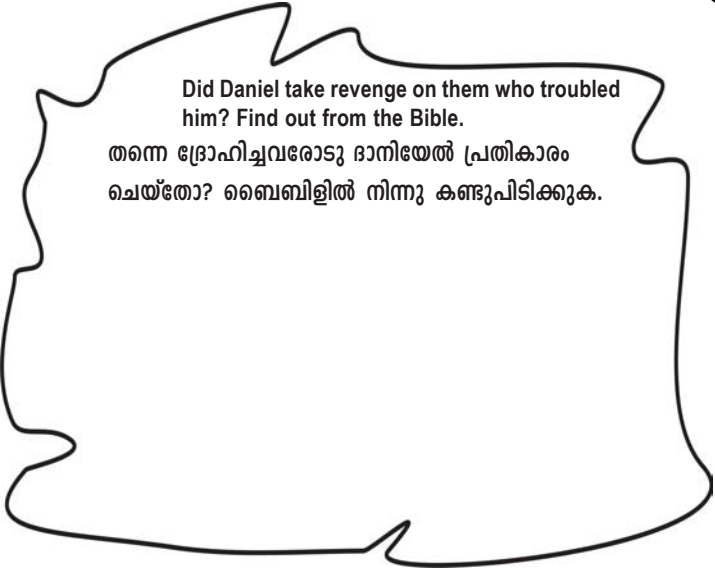 Did Daniel take revenge on them who troubled
him? Find out from the Bible.
തന്നെ ദ്രോഹിച്ചവരോടു ദാനിയേൽ പ്രതികാരം
ചെയ്തോ? ബൈബിളിൽ നിന്നു കണ്ടുപിടിക്കുക.